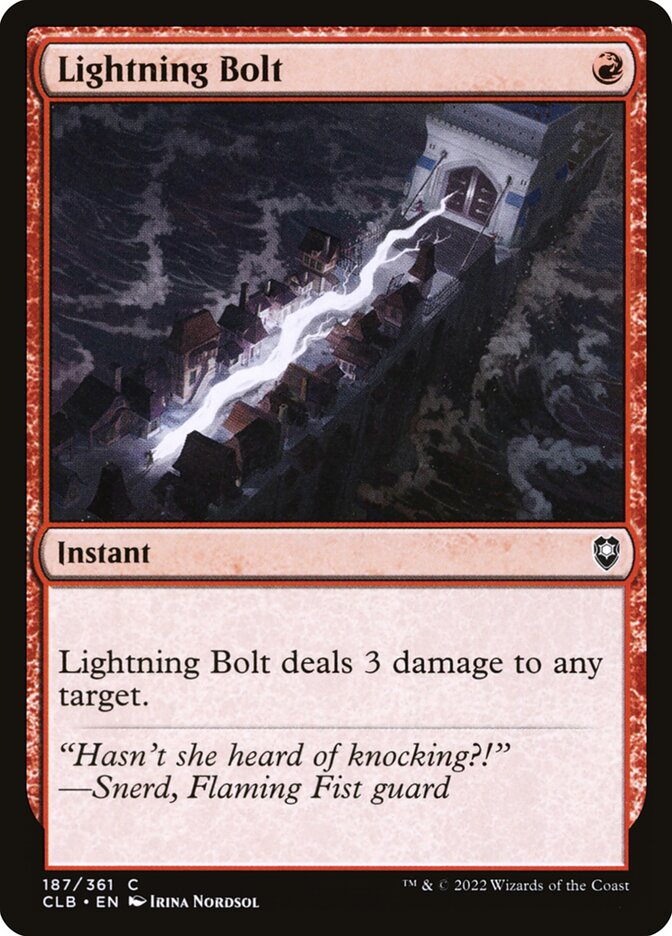 Lightning Bolt
Instant
Lightning Bolt deals 3 damage to any
target.
“Hasn’t she heard of knocking?!”
—Snerd, Flaming Fist guard
187/361 C
CLB • EN Irina Nordsol
™ & © 2022 Wizards of the Coast